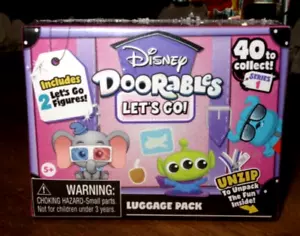 Disney
DOORABLES
LET'S GO!
Includes
2 Let's Go
Figures!
40 to
collect!
SERIES
1
5+
WARNING:
CHOKING HAZARD-Small parts.
Not for children under 3 years.
LUGGAGE PACK
UNZIP
To Unpack
The Fun
Inside!